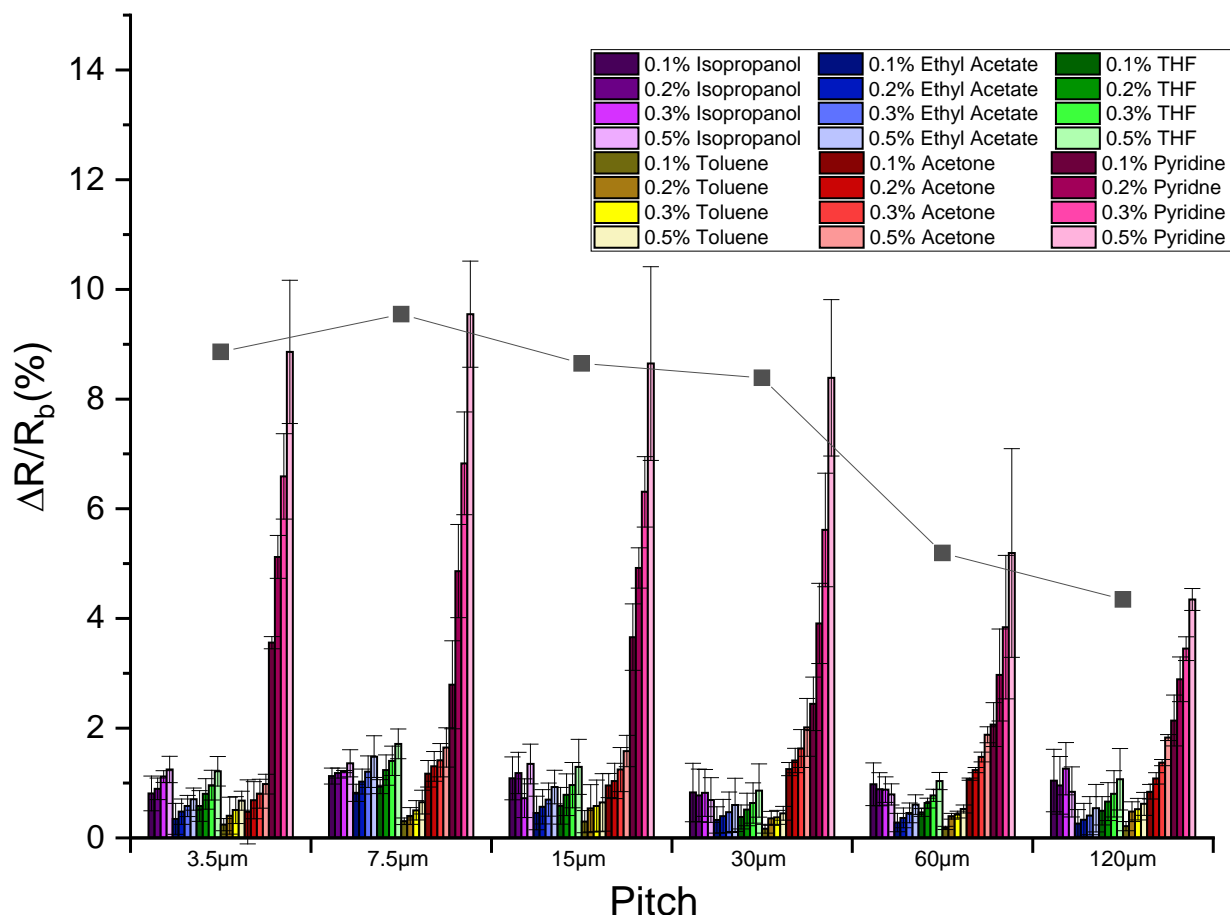 14
12
10
8
6
4
2
0
ΔR/R_b(%)
0.1% Isopropanol 0.1% Ethyl Acetate 0.1% THF
0.2% Isopropanol 0.2% Ethyl Acetate 0.2% THF
0.3% Isopropanol 0.3% Ethyl Acetate 0.3% THF
0.5% Isopropanol 0.5% Ethyl Acetate 0.5% THF
0.1% Toluene 0.1% Acetone 0.1% Pyridine
0.2% Toluene 0.2% Acetone 0.2% Pyridne
0.3% Toluene 0.3% Acetone 0.3% Pyridine
0.5% Toluene 0.5% Acetone 0.5% Pyridine
3.5µm 7.5µm 15µm 30µm 60µm 120µm
Pitch